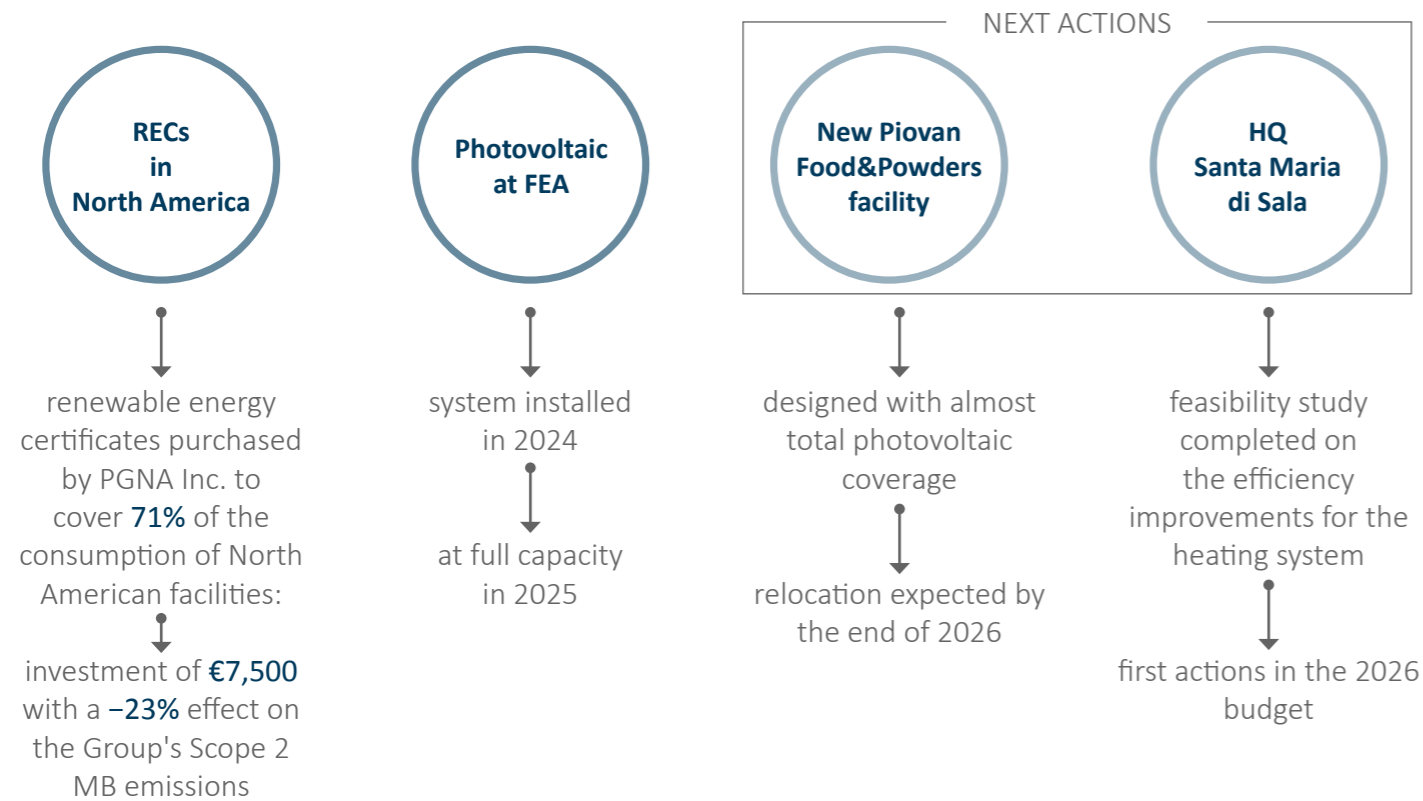 NEXT ACTIONS
RECs
in
North America
renewable energy
certificates purchased
by PGNA Inc. to
cover 71% of the
consumption of North
American facilities:
investment of €7,500
with a −23% effect on
the Group's Scope 2
MB emissions
Photovoltaic
at FEA
system installed
in 2024
at full capacity
in 2025
New Piovan
Food&Powders
facility
designed with almost
total photovoltaic
coverage
relocation expected by
the end of 2026
HQ
Santa Maria
di Sala
feasibility study
completed on
the efficiency
improvements for the
heating system
first actions in the 2026
budget